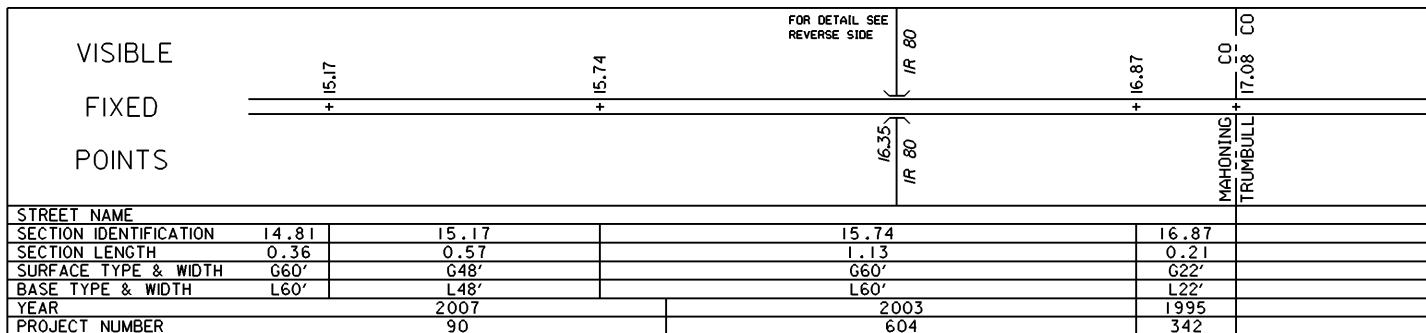 FOR DETAIL SEE
REVERSE SIDE
VISIBLE
FIXED
POINTS
15.17
15.74
IR 80
16.35
IR 80
16.87
MAHONING CO
TRUMBULL CO
17.08
STREET NAME
SECTION IDENTIFICATION 14.81 15.17 15.74 16.87
SECTION LENGTH 0.36 0.57 1.13 0.21
SURFACE TYPE & WIDTH G60' G48' G60' G22'
BASE TYPE & WIDTH L60' L48' L60' L22'
YEAR 2007 2003 1995
PROJECT NUMBER 90 604 342